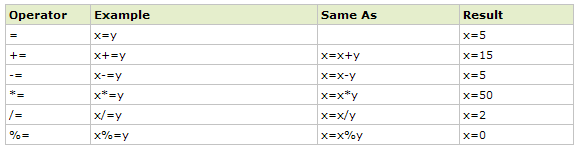 Operator Example Same As Result
= x=y x=5
+= x+=y x=x+y x=15
-= x-=y x=x-y x=5
*= x*=y x=x*y x=50
/= x/=y x=x/y x=2
%= x%=y x=x%y x=0